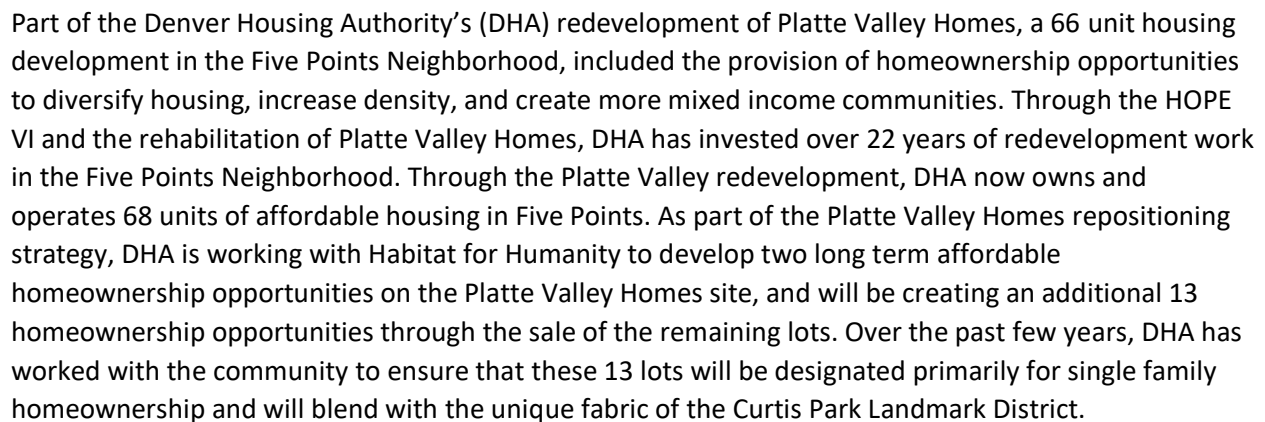 Part of the Denver Housing Authority’s (DHA) redevelopment of Platte Valley Homes, a 66 unit housing
development in the Five Points Neighborhood, included the provision of homeownership opportunities
to diversify housing, increase density, and create more mixed income communities. Through the HOPE
VI and the rehabilitation of Platte Valley Homes, DHA has invested over 22 years of redevelopment work
in the Five Points Neighborhood. Through the Platte Valley redevelopment, DHA now owns and
operates 68 units of affordable housing in Five Points. As part of the Platte Valley Homes repositioning
strategy, DHA is working with Habitat for Humanity to develop two long term affordable
homeownership opportunities on the Platte Valley Homes site, and will be creating an additional 13
homeownership opportunities through the sale of the remaining lots. Over the past few years, DHA has
worked with the community to ensure that these 13 lots will be designated primarily for single family
homeownership and will blend with the unique fabric of the Curtis Park Landmark District.